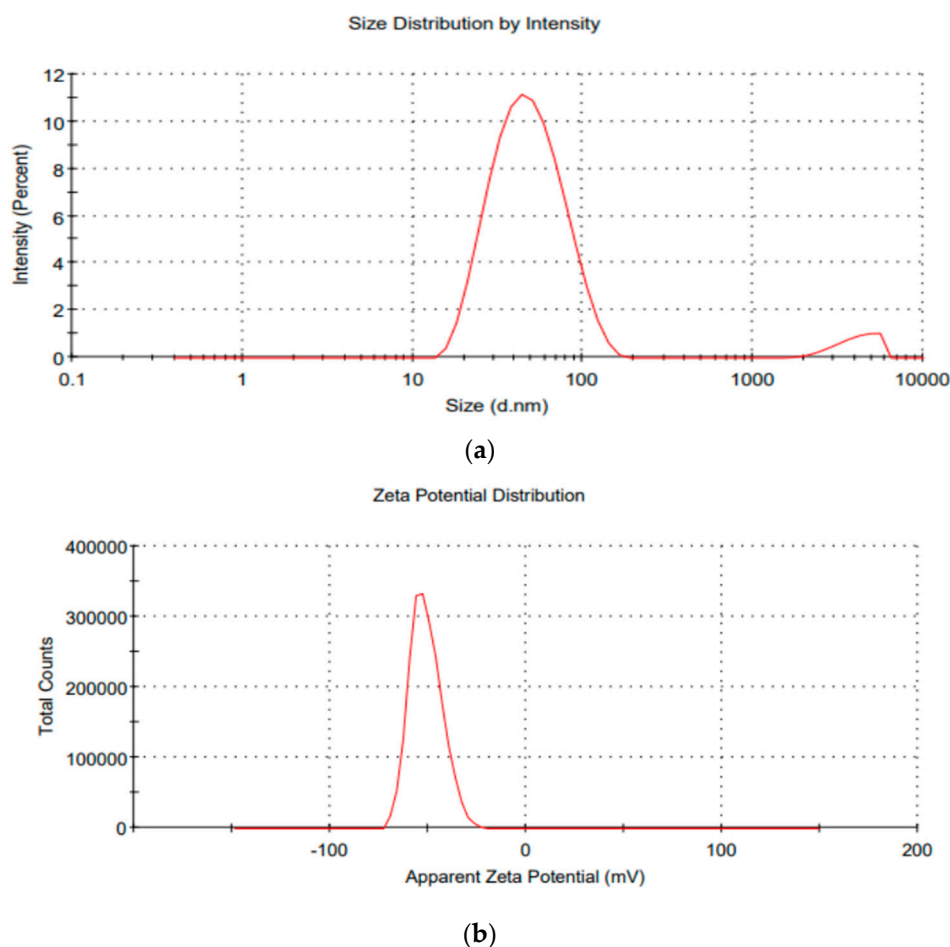 Size Distribution by Intensity
12
10
8
6
4
2
0
Intensity (Percent)
0.1 1 10 100 1000 10000
Size (d.nm)
(a)
Zeta Potential Distribution
400000
300000
200000
100000
0
Total Counts
-100 0 100 200
Apparent Zeta Potential (mV)
(b)